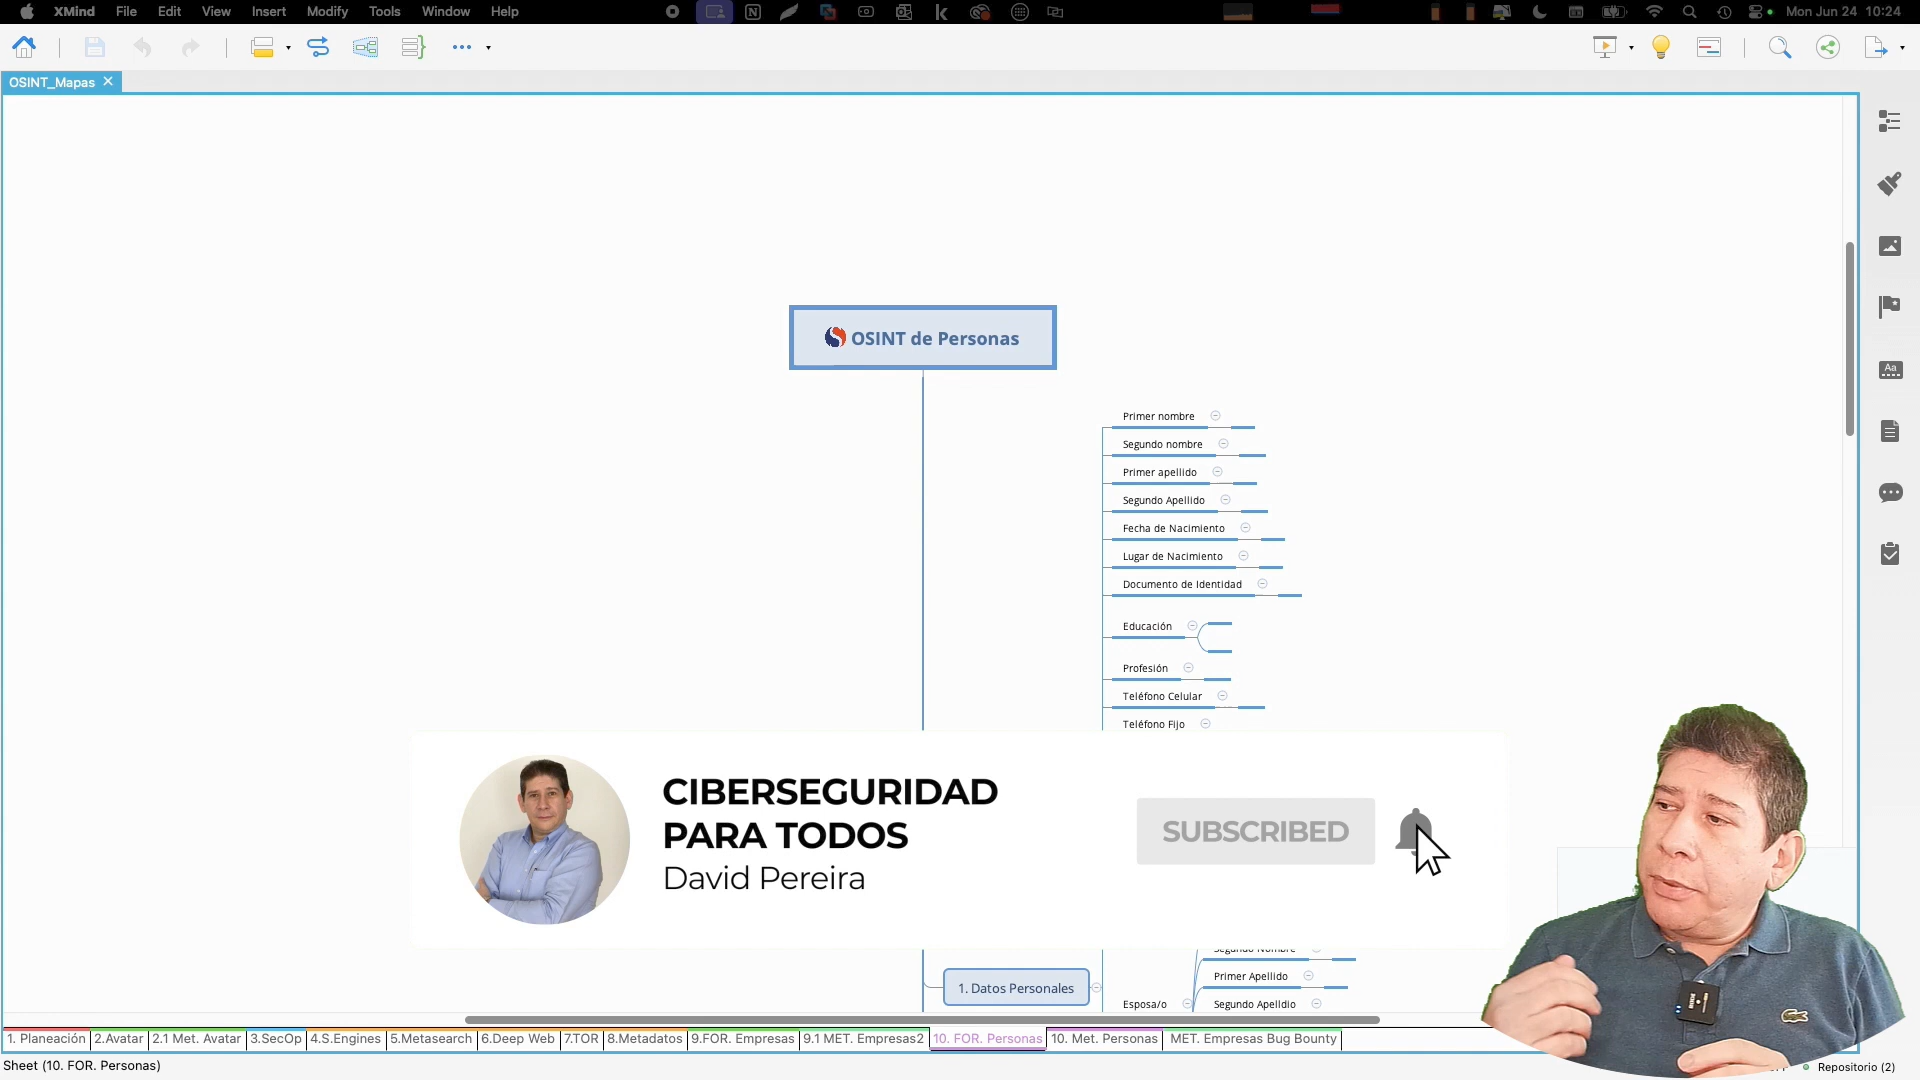 XMind File Edit View Insert Modify Tools Window Help Mon Jun 24 10:24
OSINT_Mapas
OSINT de Personas
Primer nombre
Segundo nombre
Primer apellido
Segundo Apellido
Fecha de Nacimiento
Lugar de Nacimiento
Documento de Identidad
Educación
Profesión
Teléfono Celular
Teléfono Fijo
CIBERSEGURIDAD
PARA TODOS
David Pereira
SUBSCRIBED
Segundo Nombre
Primer Apellido
1. Datos Personales
Esposa/o
Segundo Apelldio
1. Planeación 2.Avatar 2.1 Met. Avatar 3.SecOp 4.S.Engines 5.Metasearch 6.Deep Web 7.TOR 8.Metadatos 9.FOR. Empresas 9.1 MET. Empresas2 10. FOR. Personas 10. Met. Personas MET. Empresas Bug Bounty
Sheet (10. FOR. Personas)
Repositorio (2)